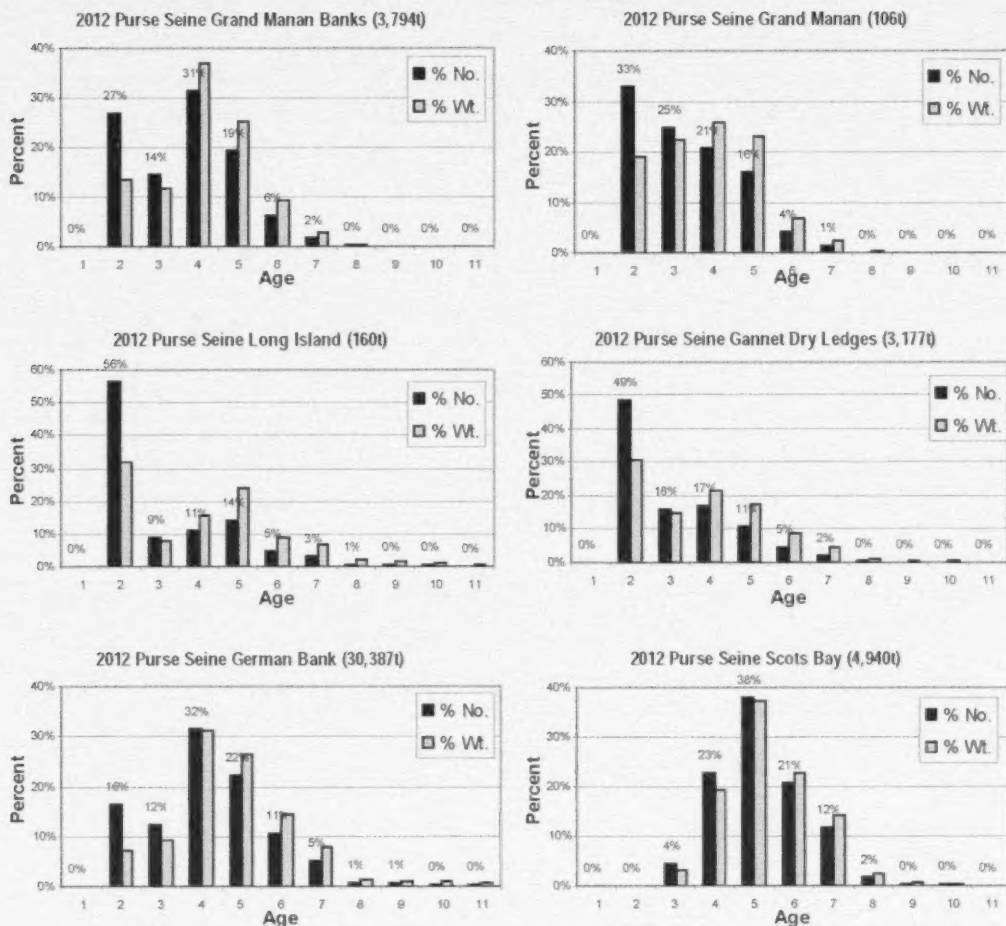 2012 Purse Seine Grand Manan Banks (3,794t)
40%
30%
20%
10%
0%
Percent
0%
27%
14%
31%
19%
6%
2%
0%
0%
0%
0%
% No.
% Wt.
1 2 3 4 5 6 7 8 9 10 11
Age
2012 Purse Seine Grand Manan (106t)
40%
30%
20%
10%
0%
Percent
0%
33%
25%
21%
16%
4%
1%
0%
0%
0%
0%
% No.
% Wt.
1 2 3 4 5 6 7 8 9 10 11
Age
2012 Purse Seine Long Island (160t)
60%
50%
40%
30%
20%
10%
0%
Percent
0%
56%
9%
11%
14%
5%
3%
1%
0%
0%
0%
% No.
% Wt.
1 2 3 4 5 6 7 8 9 10 11
Age
2012 Purse Seine Gannet Dry Ledges (3,177t)
60%
50%
40%
30%
20%
10%
0%
Percent
0%
49%
16%
17%
11%
5%
2%
0%
0%
0%
0%
% No.
% Wt.
1 2 3 4 5 6 7 8 9 10 11
Age
2012 Purse Seine German Bank (30,387t)
40%
30%
20%
10%
0%
Percent
0%
16%
12%
32%
22%
11%
5%
1%
1%
0%
0%
% No.
% Wt.
1 2 3 4 5 6 7 8 9 10 11
Age
2012 Purse Seine Scots Bay (4,940t)
40%
30%
20%
10%
0%
Percent
0%
0%
4%
23%
38%
21%
12%
2%
0%
0%
0%
% No.
% Wt.
1 2 3 4 5 6 7 8 9 10 11
Age